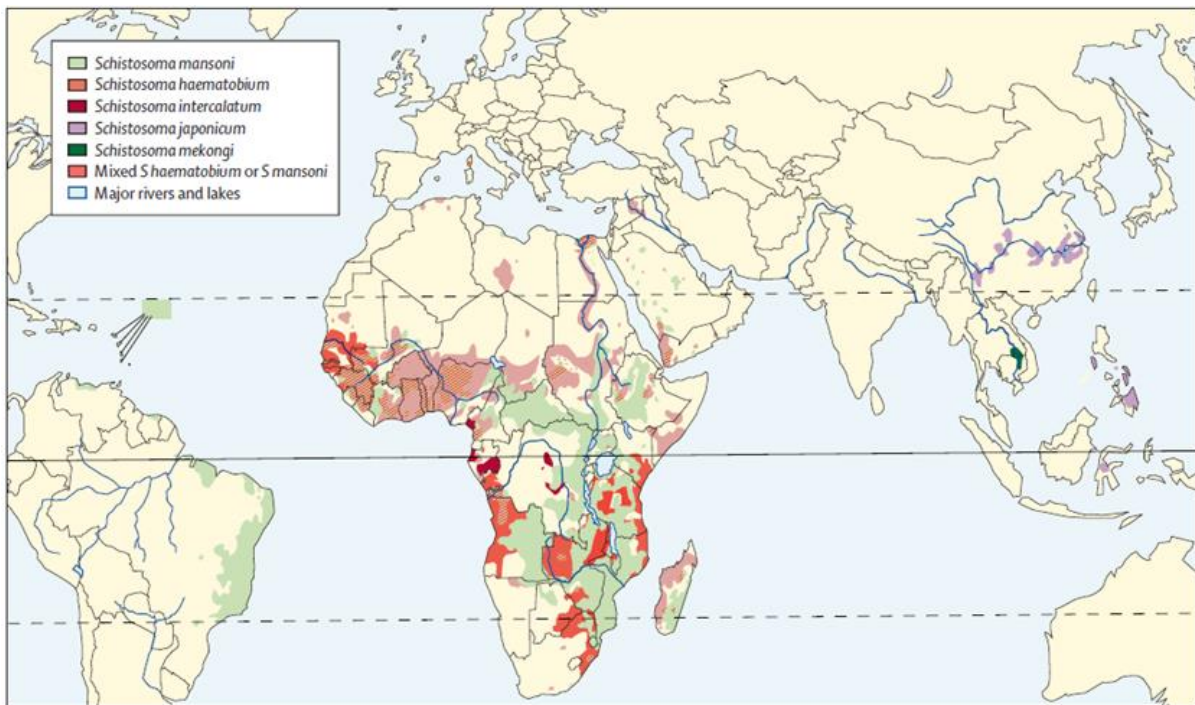 Schistosoma mansoni
Schistosoma haematobium
Schistosoma intercalatum
Schistosoma japonicum
Schistosoma mekongi
Mixed S haematobium or S mansoni
Major rivers and lakes